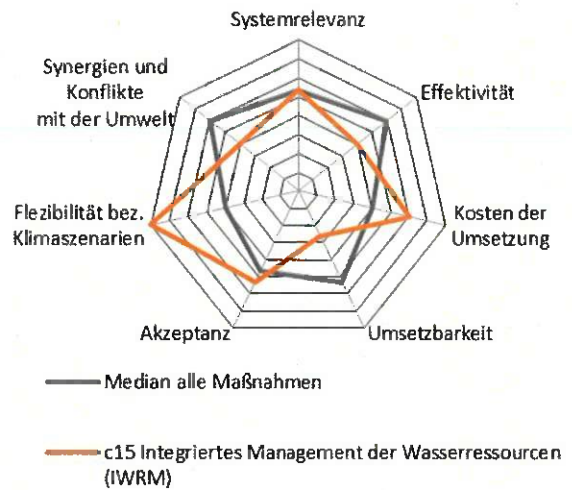 Systemrelevanz
Synergien und
Konflikte
mit der Umwelt
Effektivität
Flezibilität bez.
Klimaszenarien
Kosten der
Umsetzung
Akzeptanz
Umsetzbarkeit
Median alle Maßnahmen
c15 Integriertes Management der Wasserressourcen
(IWRM)